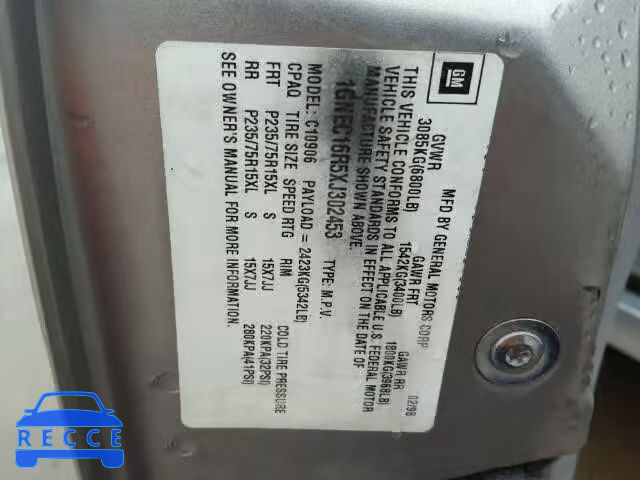 GM
MFD BY GENERAL MOTORS CORP 02/98
GVWR GAWR FRT GAWR RR
3085KG(6800LB) 1542KG(3400LB) 1800KG(3968LB)
THIS VEHICLE CONFORMS TO ALL APPLICABLE U.S. FEDERAL MOTOR
VEHICLE SAFETY STANDARDS IN EFFECT ON THE DATE OF
MANUFACTURE SHOWN ABOVE.
1GNEC16R5XJ302453 TYPE: M.P.V.
MODEL: C10906 PAYLOAD = 2423KG(5342LB)
CPAQ TIRE SIZE SPEED RTG RIM COLD TIRE PRESSURE
FRT P235/75R15XL S 15X7JJ 220KPA(32PSI)
RR P235/75R15XL S 15X7JJ 280KPA(41PSI)
SEE OWNER'S MANUAL FOR MORE INFORMATION.
RECCE